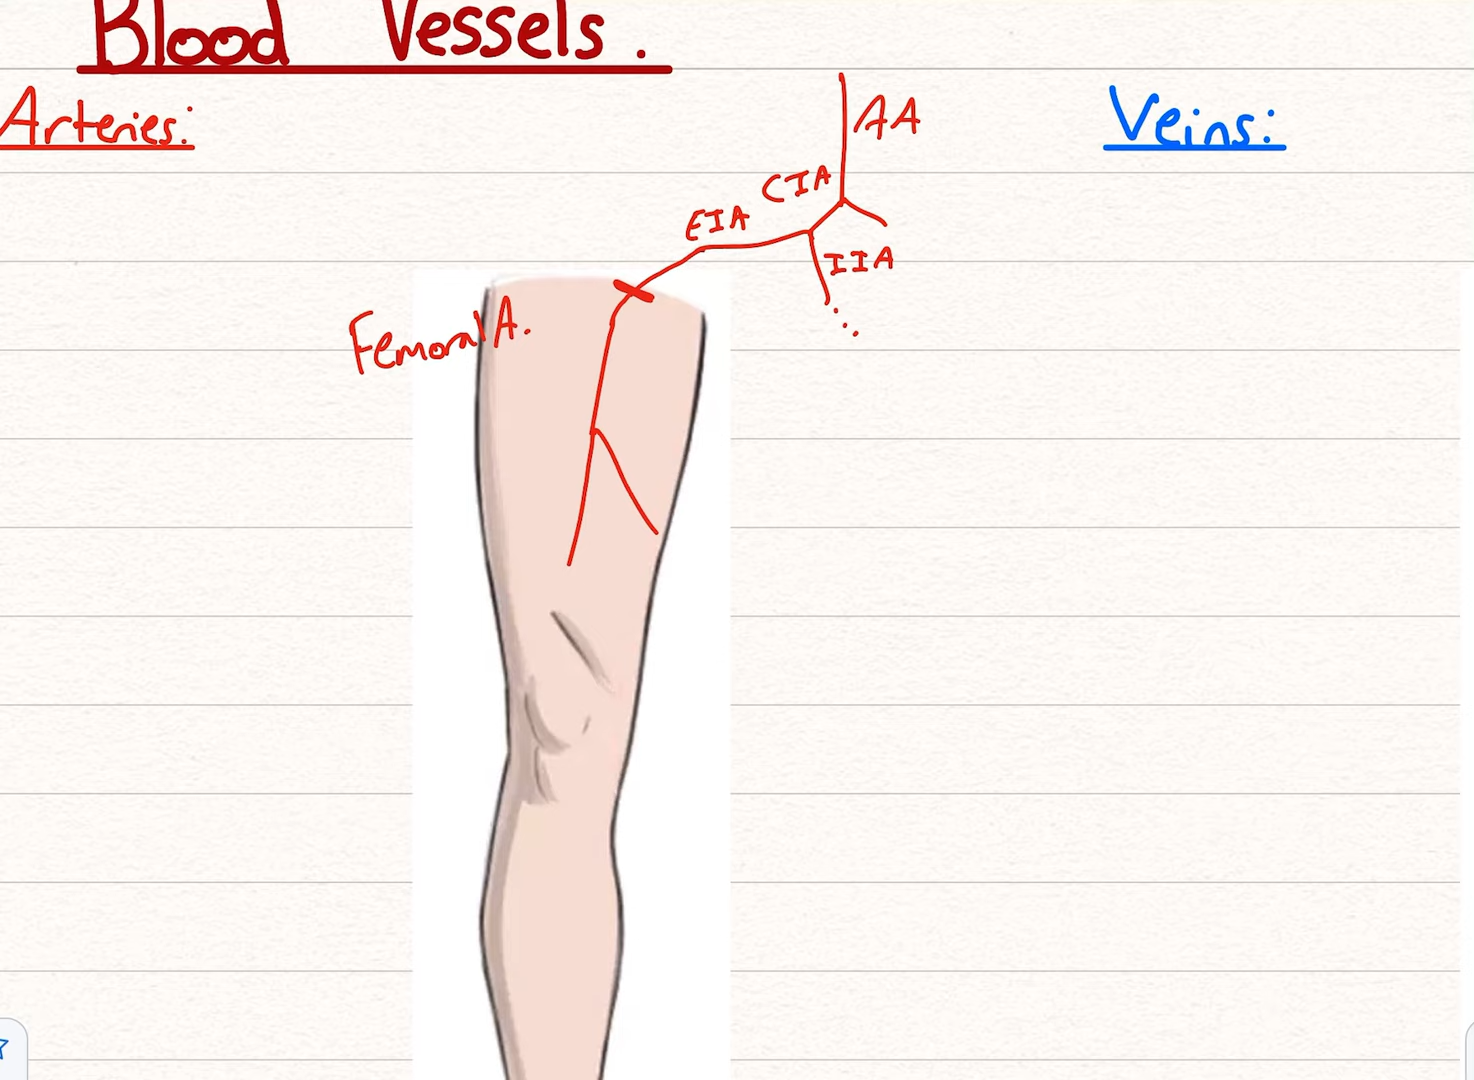 Blood Vessels.
Arteries:
AA
Veins:
CIA
EIA
IIA
Femoral A.